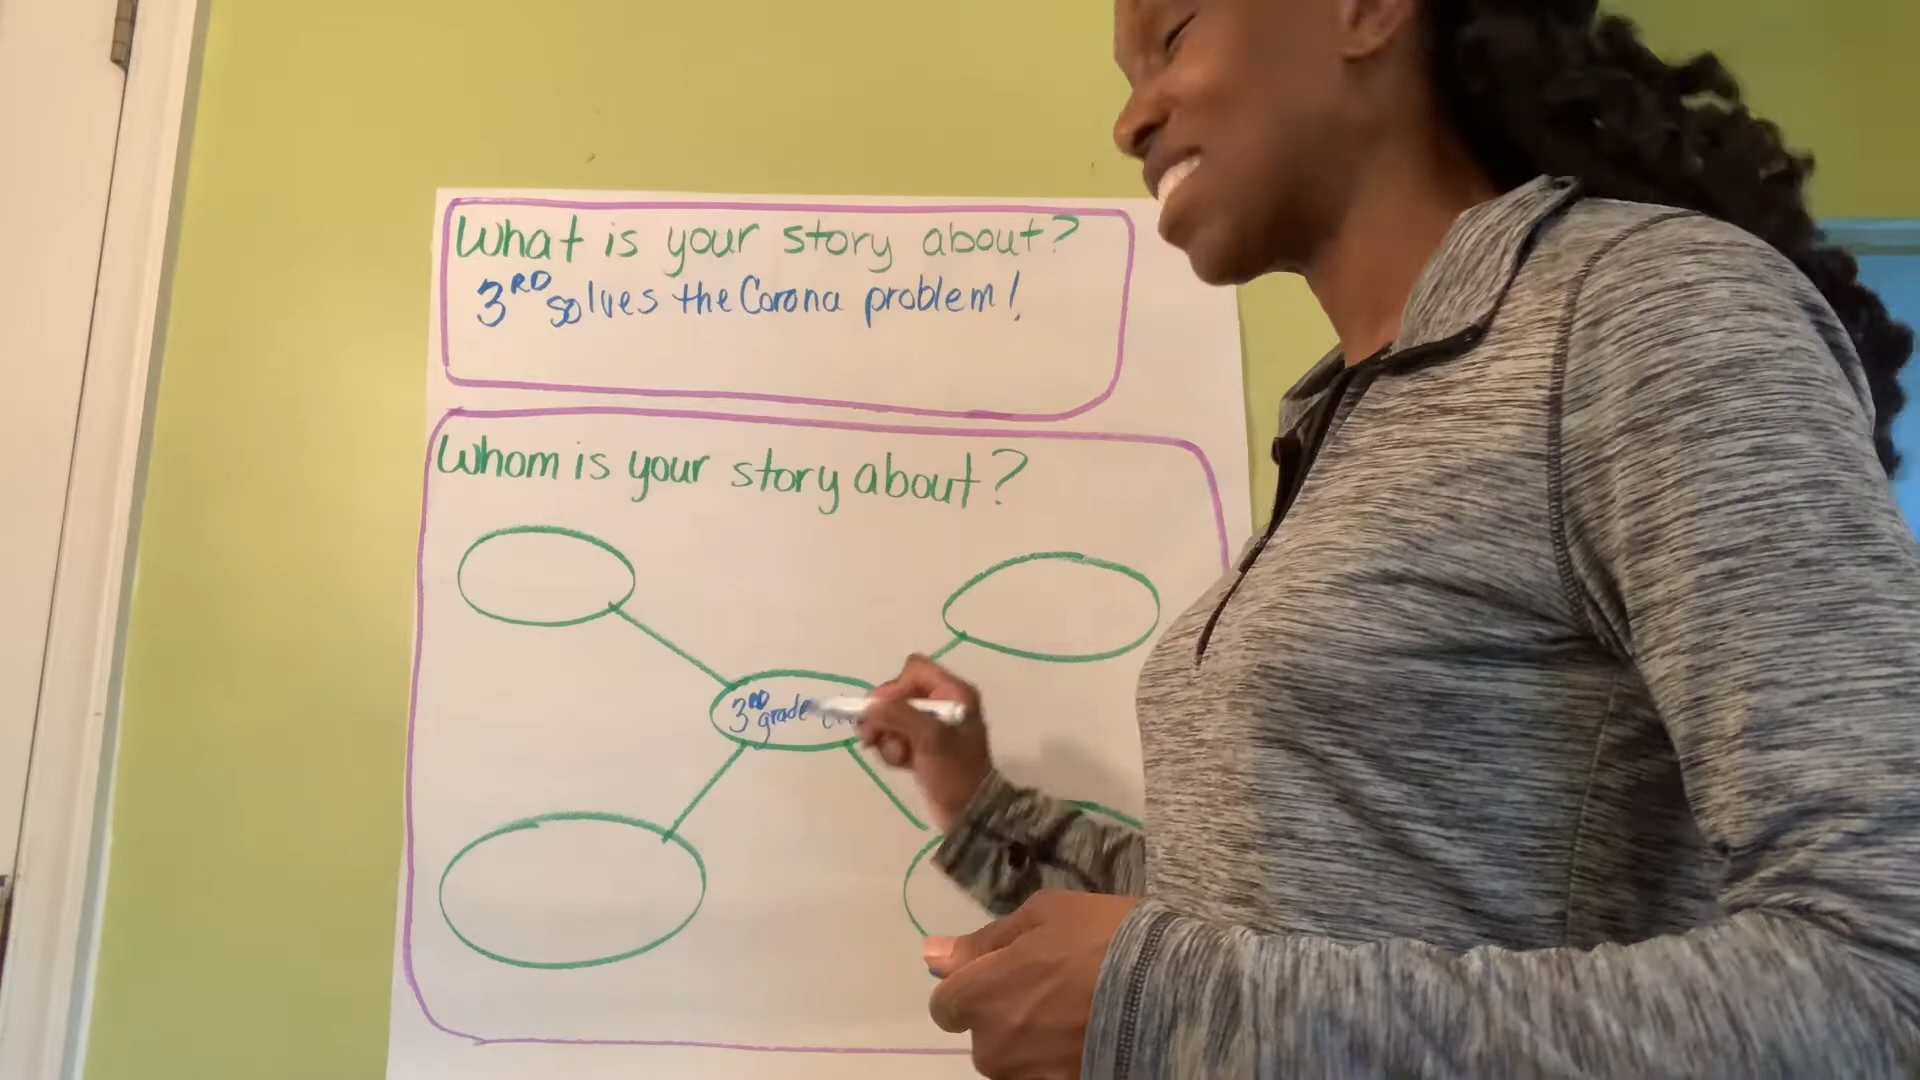 What is your story about?
3RD solves the Corona problem!
Whom is your story about?
3RD grade